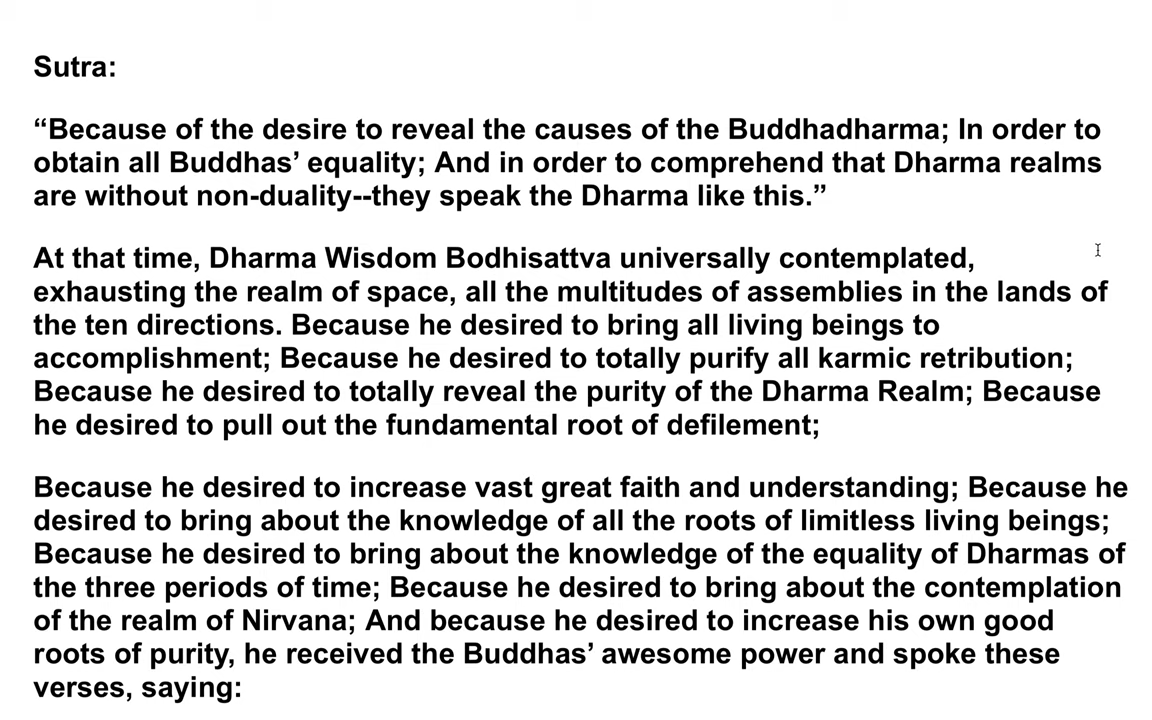 Sutra:
“Because of the desire to reveal the causes of the Buddhadharma; In order to
obtain all Buddhas’ equality; And in order to comprehend that Dharma realms
are without non-duality--they speak the Dharma like this.”
At that time, Dharma Wisdom Bodhisattva universally contemplated,
exhausting the realm of space, all the multitudes of assemblies in the lands of
the ten directions. Because he desired to bring all living beings to
accomplishment; Because he desired to totally purify all karmic retribution;
Because he desired to totally reveal the purity of the Dharma Realm; Because
he desired to pull out the fundamental root of defilement;
Because he desired to increase vast great faith and understanding; Because he
desired to bring about the knowledge of all the roots of limitless living beings;
Because he desired to bring about the knowledge of the equality of Dharmas of
the three periods of time; Because he desired to bring about the contemplation
of the realm of Nirvana; And because he desired to increase his own good
roots of purity, he received the Buddhas’ awesome power and spoke these
verses, saying: